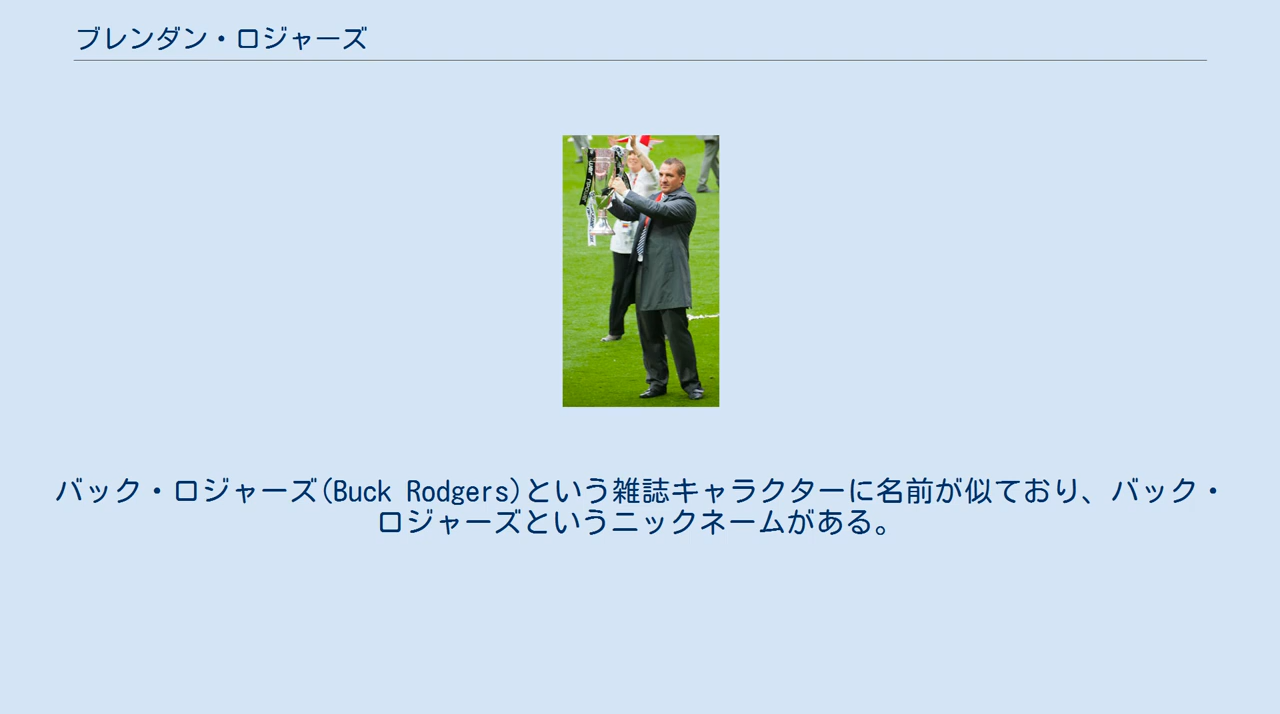 ブレンダン・ロジャーズ
バック・ロジャーズ(Buck Rodgers)という雑誌キャラクターに名前が似ており、バック・
ロジャーズというニックネームがある。